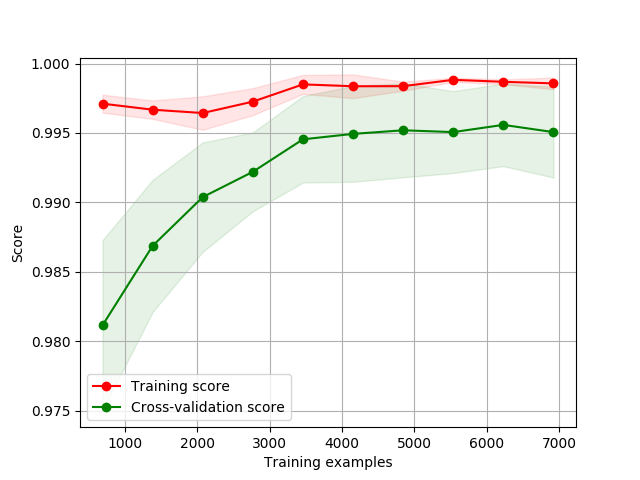 1.000
0.995
0.990
0.985
0.980
0.975
Score
Training score
Cross-validation score
1000 2000 3000 4000 5000 6000 7000
Training examples